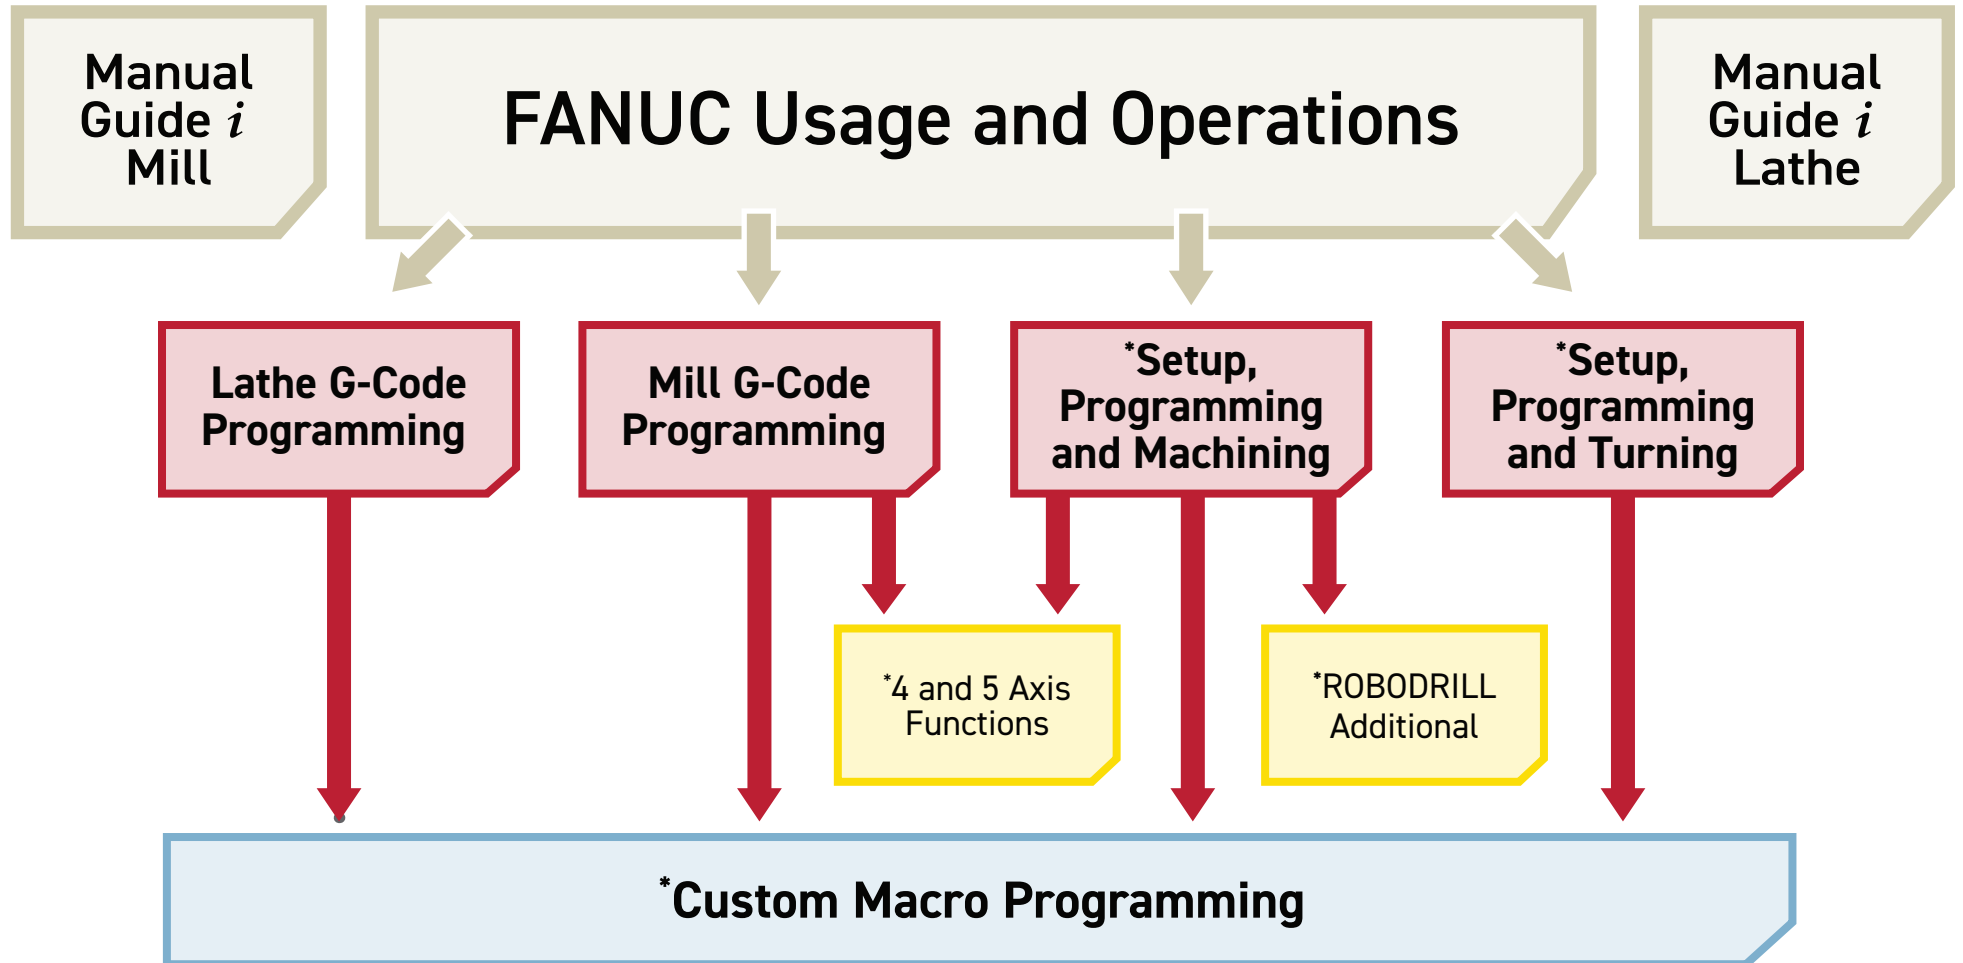 Manual
Guide i
Mill
FANUC Usage and Operations
Manual
Guide i
Lathe
Lathe G-Code
Programming
Mill G-Code
Programming
*Setup,
Programming
and Machining
*Setup,
Programming
and Turning
*4 and 5 Axis
Functions
*ROBODRILL
Additional
*Custom Macro Programming